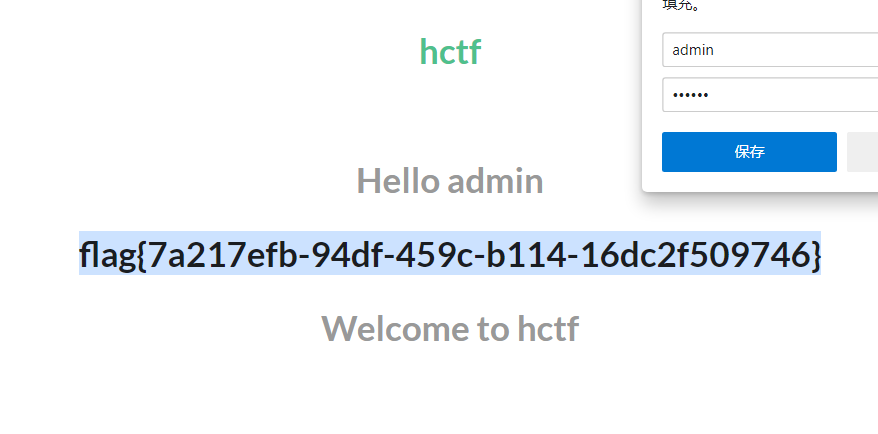 填充。
hctf
admin
••••••
保存
Hello admin
flag{7a217efb-94df-459c-b114-16dc2f509746}
Welcome to hctf